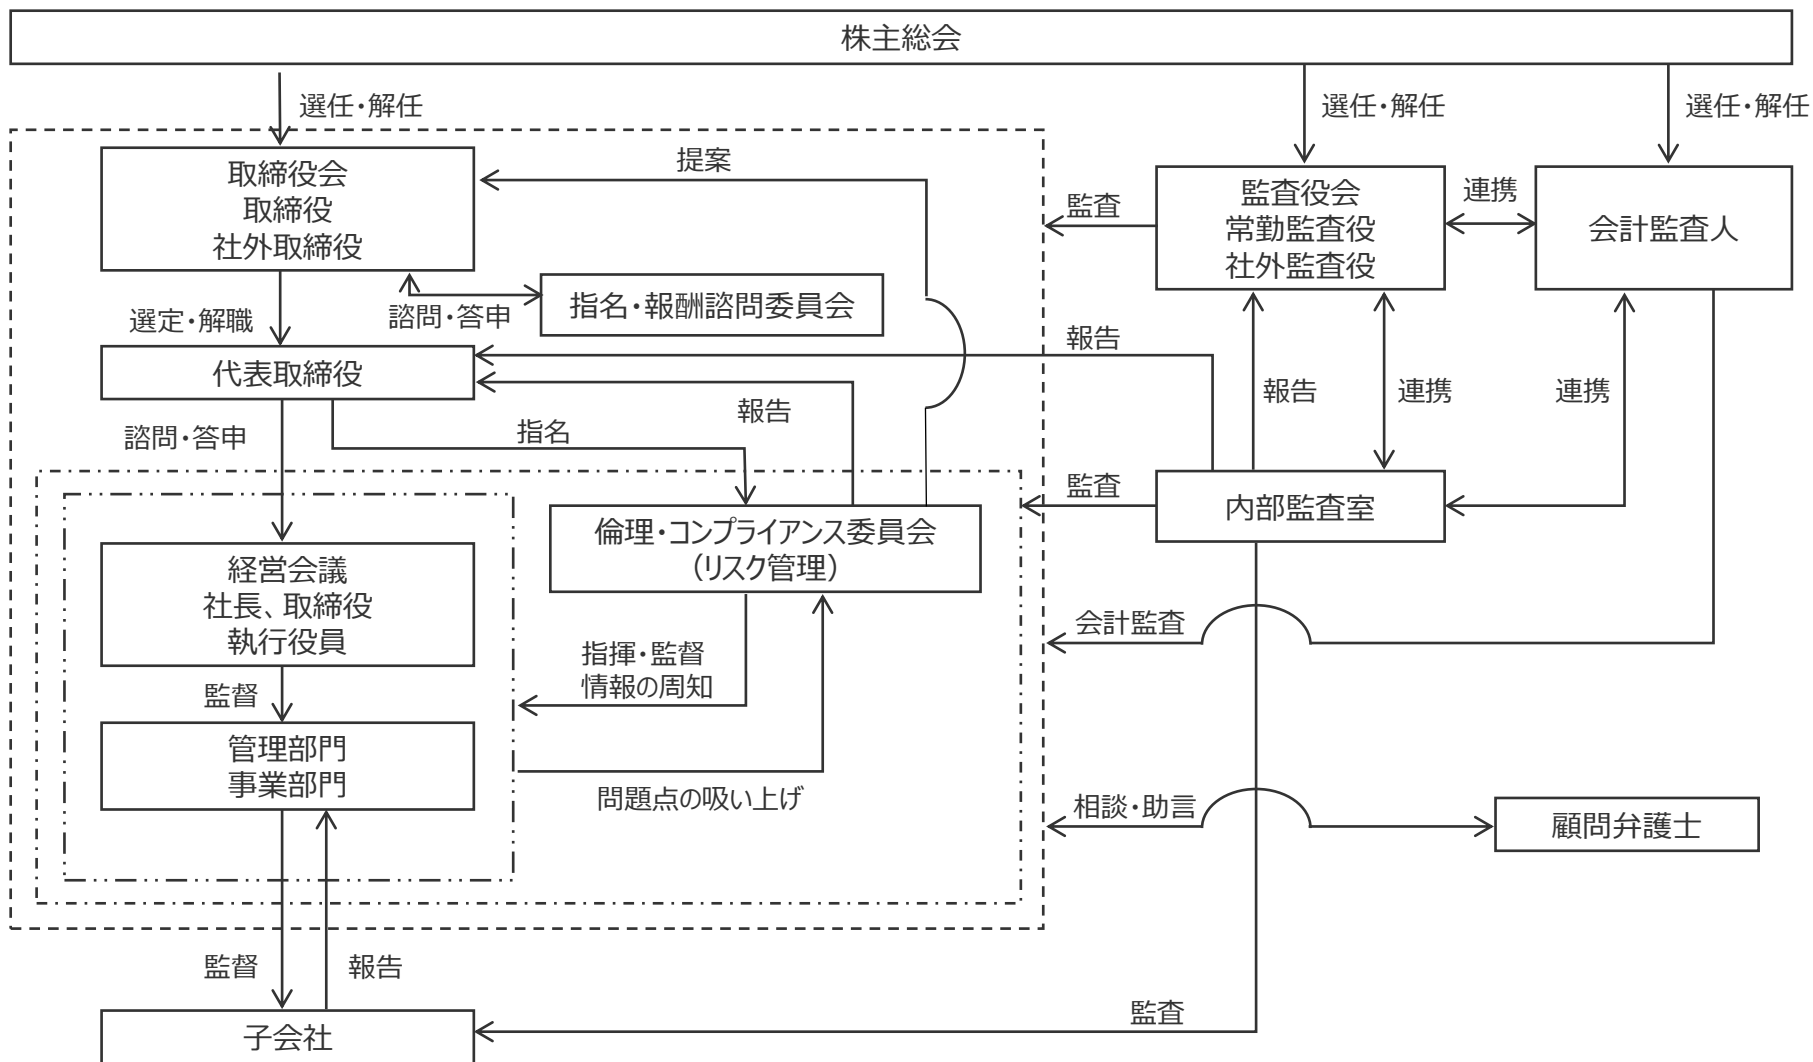 株主総会
選任・解任
選任・解任
選任・解任
取締役会
取締役
社外取締役
提案
監査
監査役会
常勤監査役
社外監査役
連携
会計監査人
指名・報酬諮問委員会
諮問・答申
選定・解職
代表取締役
報告
報告
連携
連携
報告
諮問・答申
指名
監査
内部監査室
倫理・コンプライアンス委員会
（リスク管理）
経営会議
社長、取締役
執行役員
会計監査
指揮・監督
情報の周知
監督
管理部門
事業部門
問題点の吸い上げ
相談・助言
顧問弁護士
監督
報告
監査
子会社